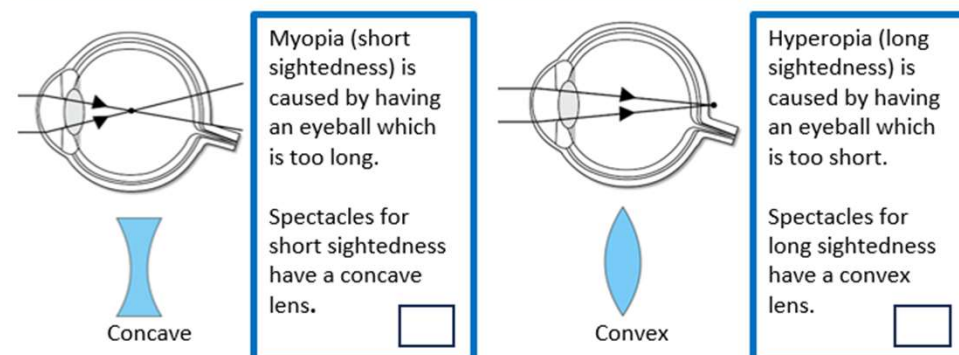 Myopia (short
sightedness) is
caused by having
an eyeball which
is too long.
Spectacles for
short sightedness
have a concave
lens.
Concave
Hyperopia (long
sightedness) is
caused by having
an eyeball which
is too short.
Spectacles for
long sightedness
have a convex
lens.
Convex